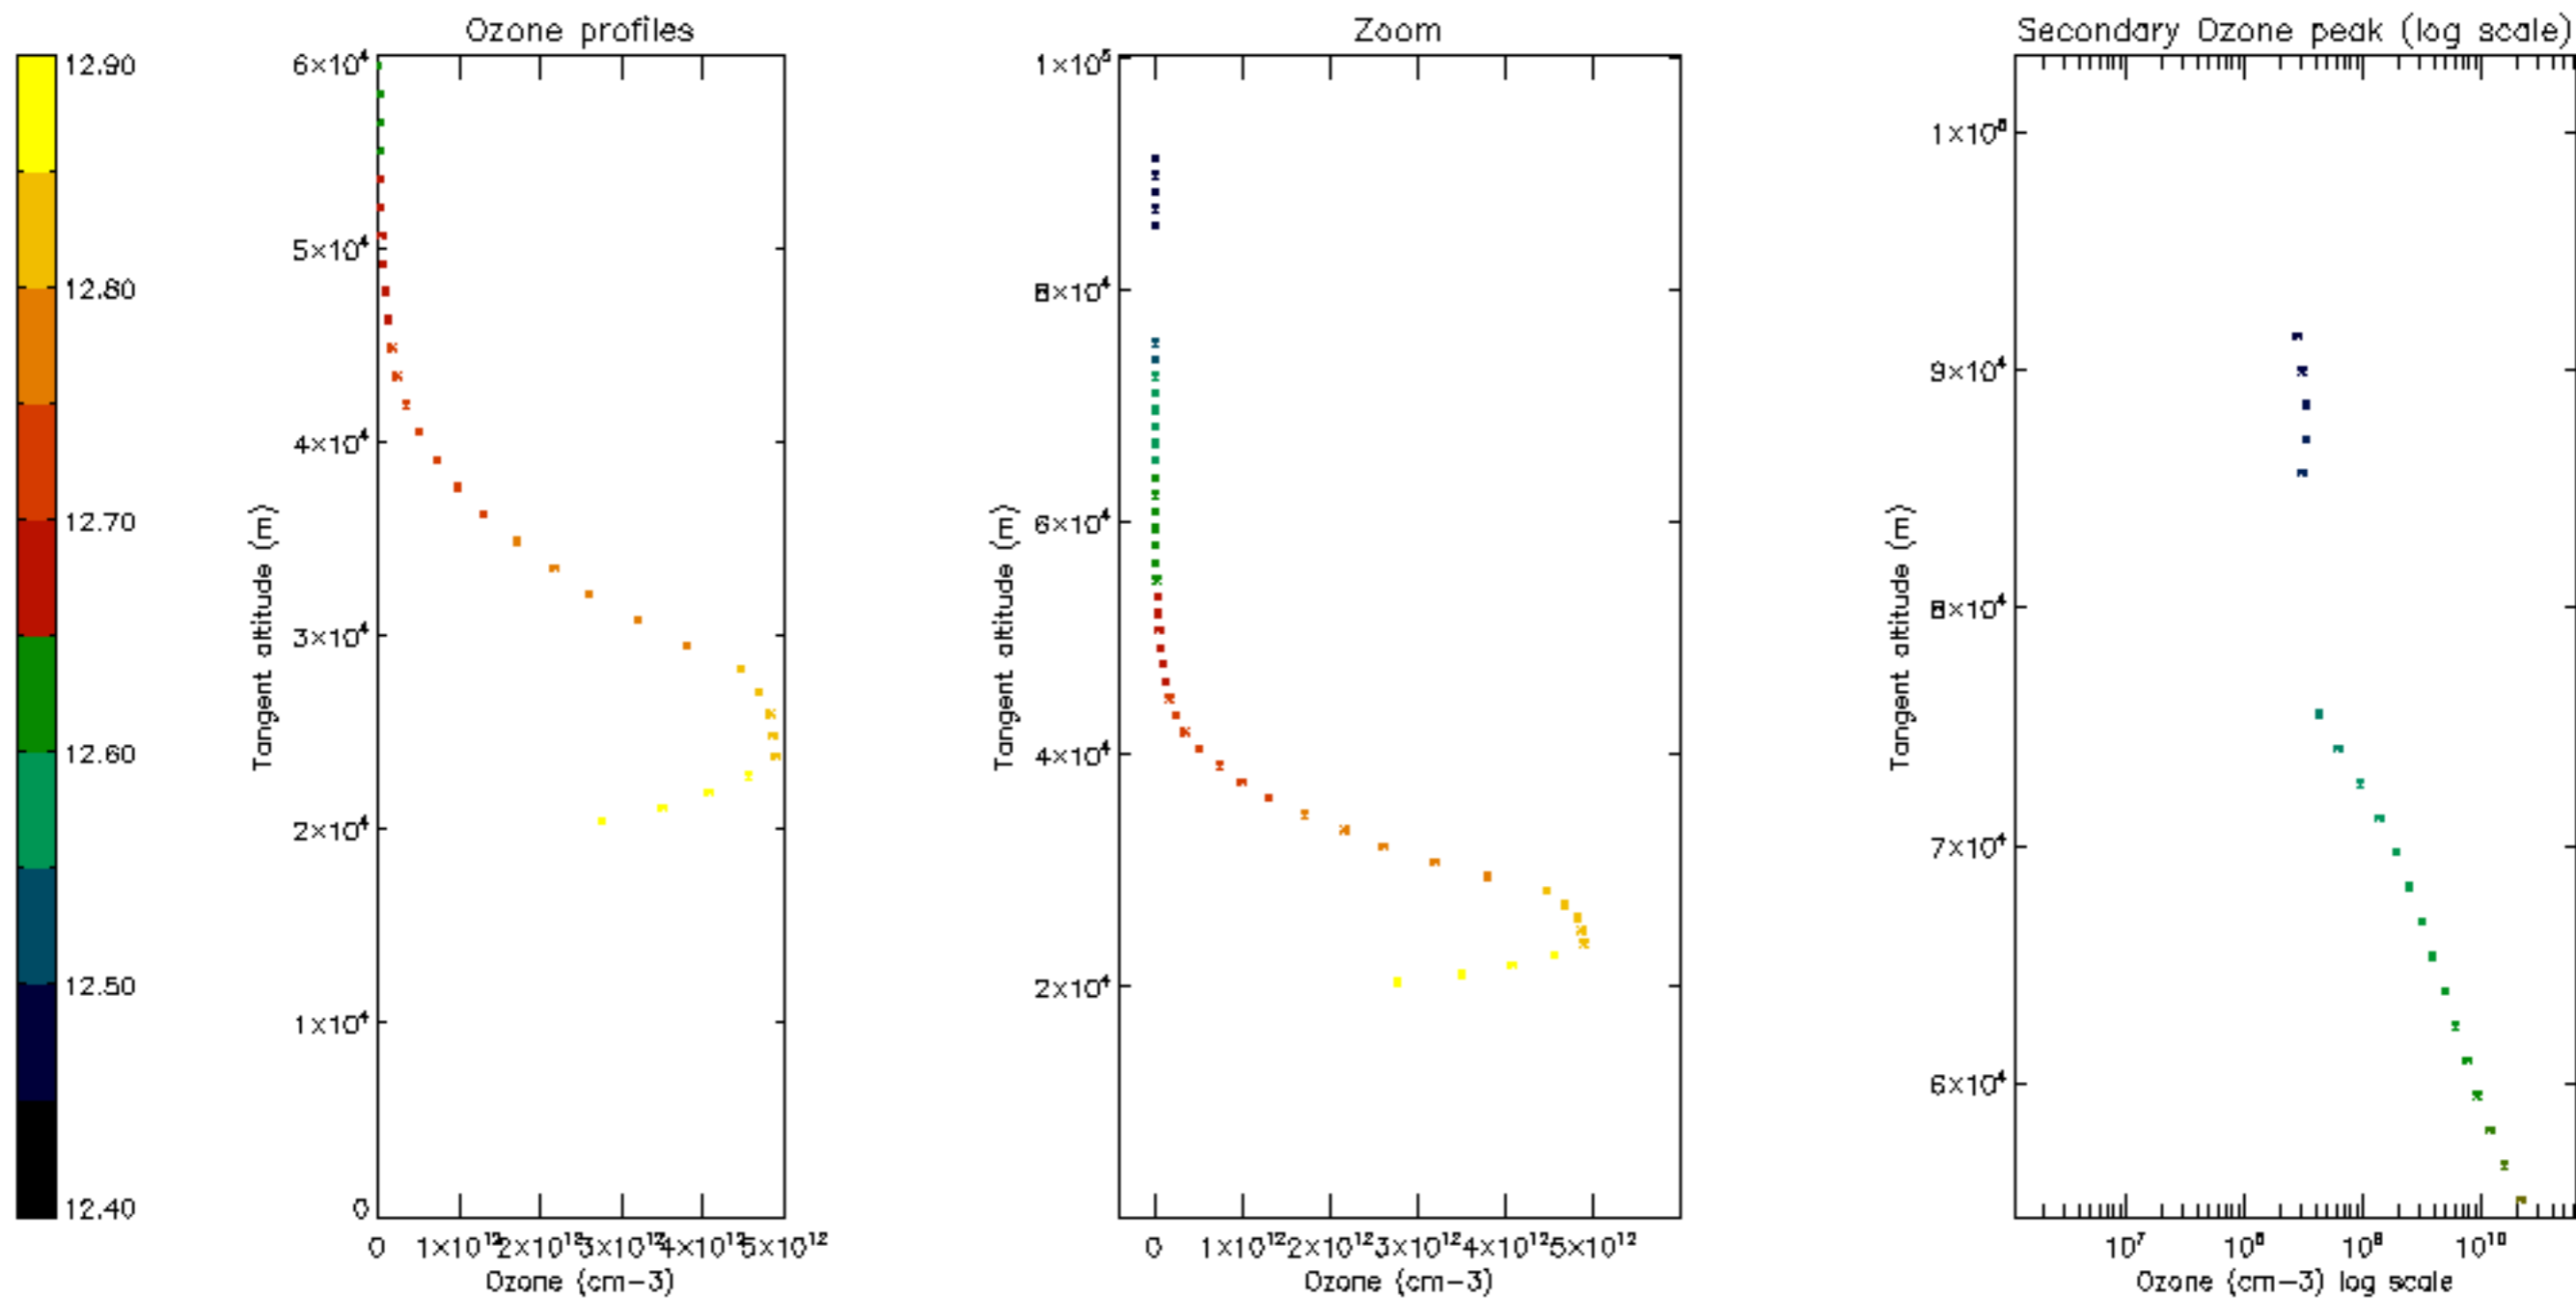 Ozone profiles
Zoom
Secondary Ozone peak (log scale)
12.90
12.80
12.70
12.60
12.50
12.40
Tangent altitude (m)
6×10⁴
5×10⁴
4×10⁴
3×10⁴
2×10⁴
1×10⁴
0
0 1×10¹² 2×10¹² 3×10¹² 4×10¹² 5×10¹²
Ozone (cm−3)
Tangent altitude (m)
1×10⁵
8×10⁴
6×10⁴
4×10⁴
2×10⁴
0 1×10¹² 2×10¹² 3×10¹² 4×10¹² 5×10¹²
Ozone (cm−3)
Tangent altitude (m)
1×10⁵
9×10⁴
8×10⁴
7×10⁴
6×10⁴
10⁷ 10⁸ 10⁹ 10¹⁰
Ozone (cm−3) log scale